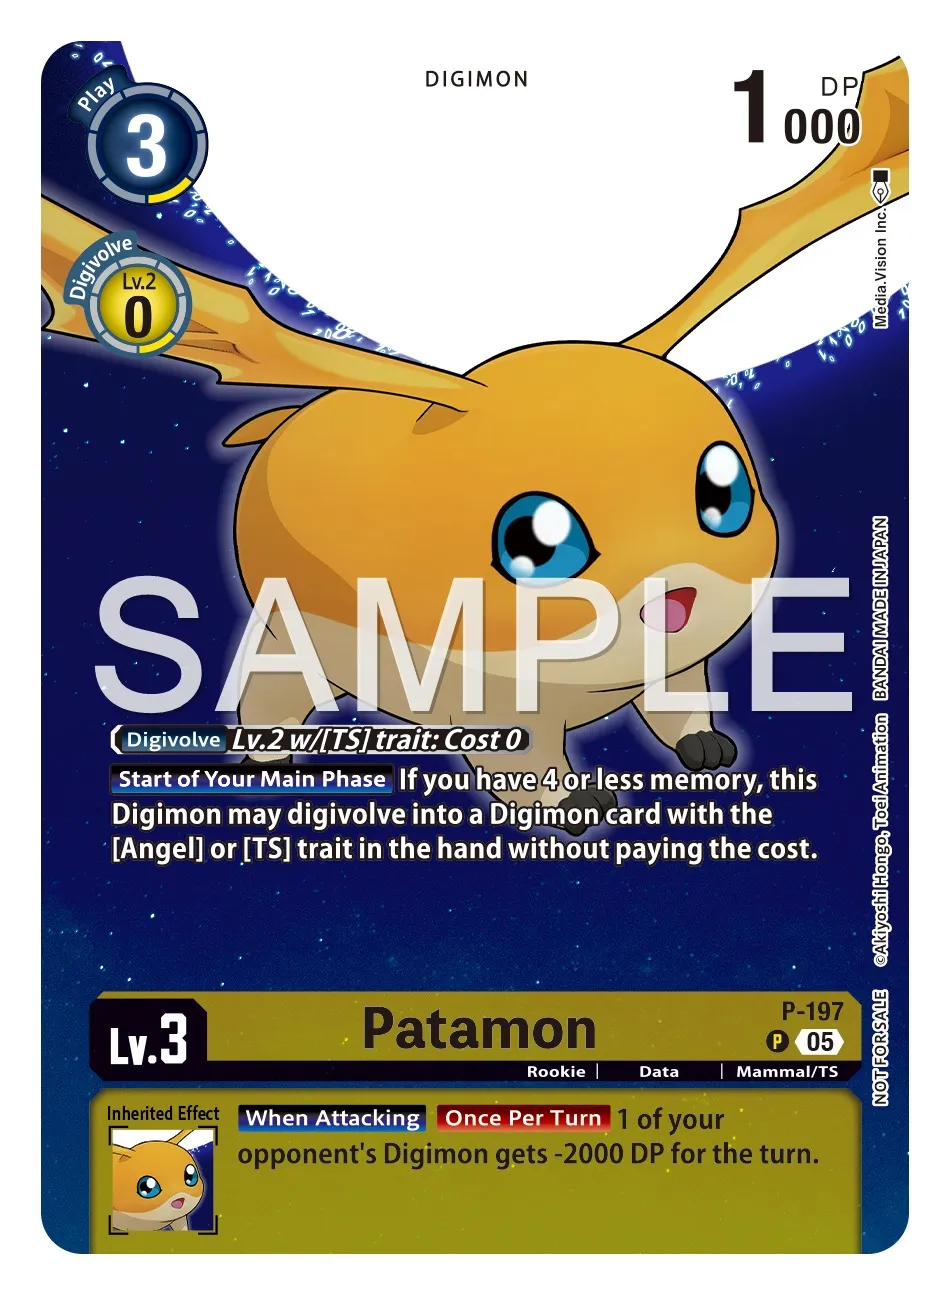 Play
3
DIGIMON
DP
1000
Digivolve
Lv.2
0
Média.Vision Inc.
SAMPLE
Digivolve Lv.2 w/[TS] trait: Cost 0
Start of Your Main Phase If you have 4 or less memory, this
Digimon may digivolve into a Digimon card with the
[Angel] or [TS] trait in the hand without paying the cost.
©Akiyoshi Hongo, Toei Animation BANDAI MADE IN JAPAN
NOT FOR SALE
Lv.3
Patamon
P-197
P 05
Rookie | Data | Mammal/TS
Inherited Effect
When Attacking Once Per Turn 1 of your
opponent's Digimon gets -2000 DP for the turn.